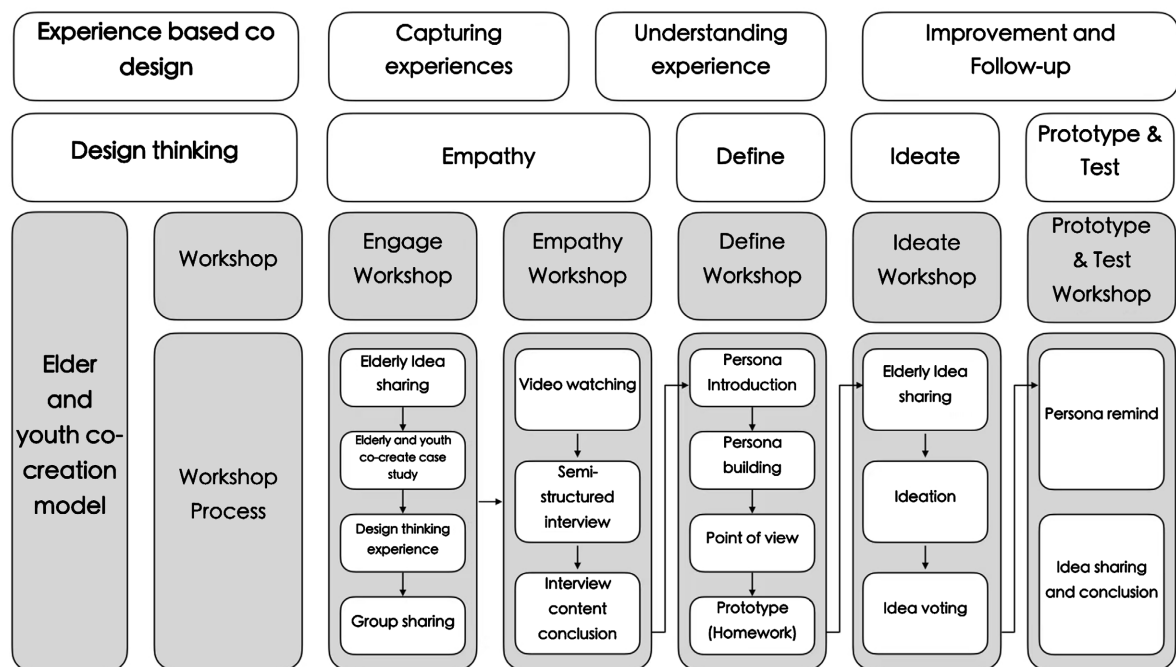 Experience based co
design
Capturing
experiences
Understanding
experience
Improvement and
Follow-up
Design thinking
Empathy
Define
Ideate
Prototype &
Test
Elder
and
youth co-
creation
model
Workshop
Engage
Workshop
Empathy
Workshop
Define
Workshop
Ideate
Workshop
Prototype
& Test
Workshop
Workshop
Process
Elderly Idea
sharing
Elderly and youth
co-create case
study
Design thinking
experience
Group sharing
Video watching
Semi-
structured
interview
Interview
content
conclusion
Persona
Introduction
Persona
building
Point of view
Prototype
(Homework)
Elderly Idea
sharing
Ideation
Idea voting
Persona remind
Idea sharing
and conclusion